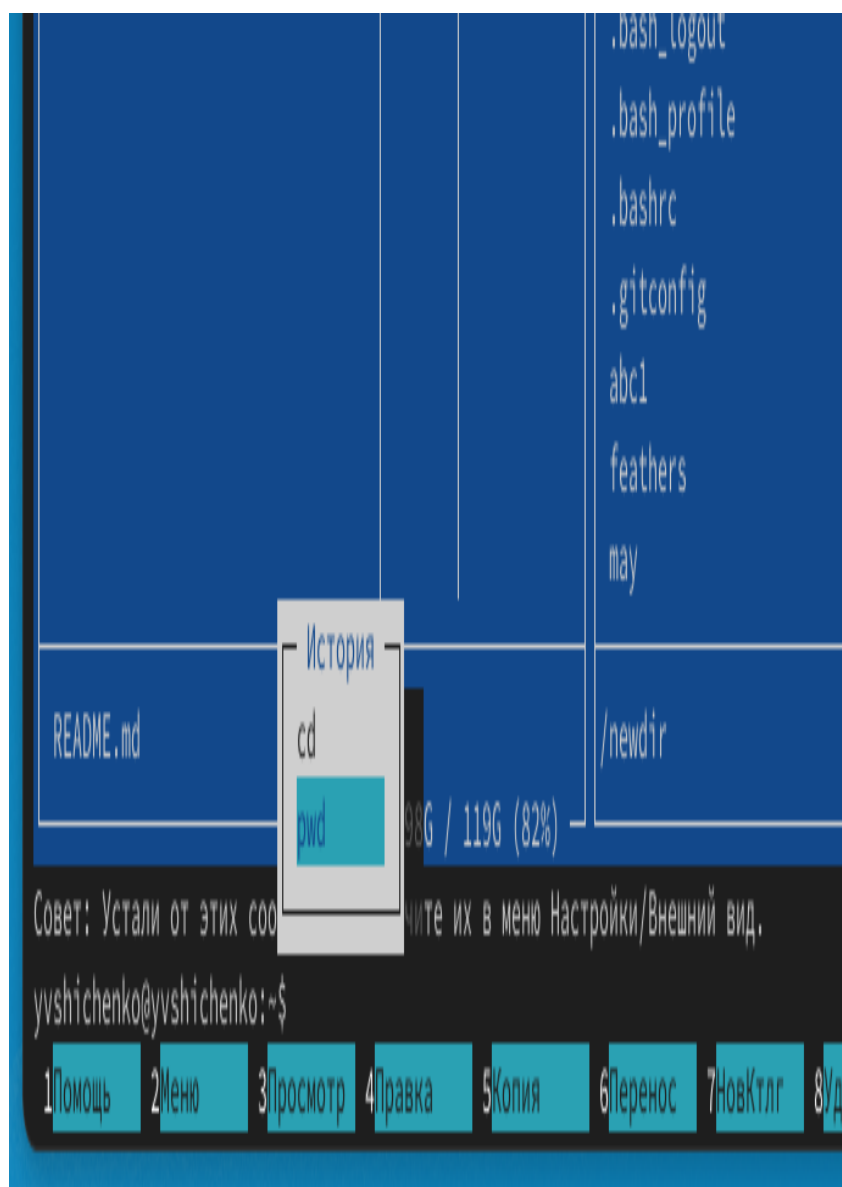 .bash_logout
.bash_profile
.bashrc
.gitconfig
abc1
feathers
may
История
cd
README.md
/newdir
pwd
98G / 119G (82%)
Совет: Устали от этих соо чите их в меню Настройки/Внешний вид.
yvshichenko@yvshichenko:~$
1Помощь 2Меню 3Просмотр 4Правка 5Копия 6Перенос 7НовКтлг 8Уд